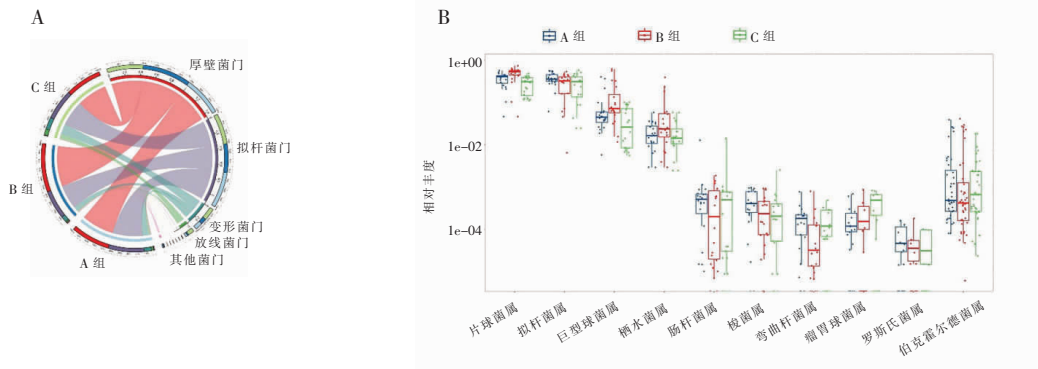 A
厚壁菌门
C 组
拟杆菌门
B 组
变形菌门
放线菌门
其他菌门
A 组
B
A 组
B 组
C 组
1e+00
1e-02
1e-04
相对丰度
片球菌属
拟杆菌属
巨型球菌属
栖水菌属
肠杆菌属
梭菌属
弯曲杆菌属
瘤胃球菌属
罗斯氏菌属
伯克霍尔德菌属